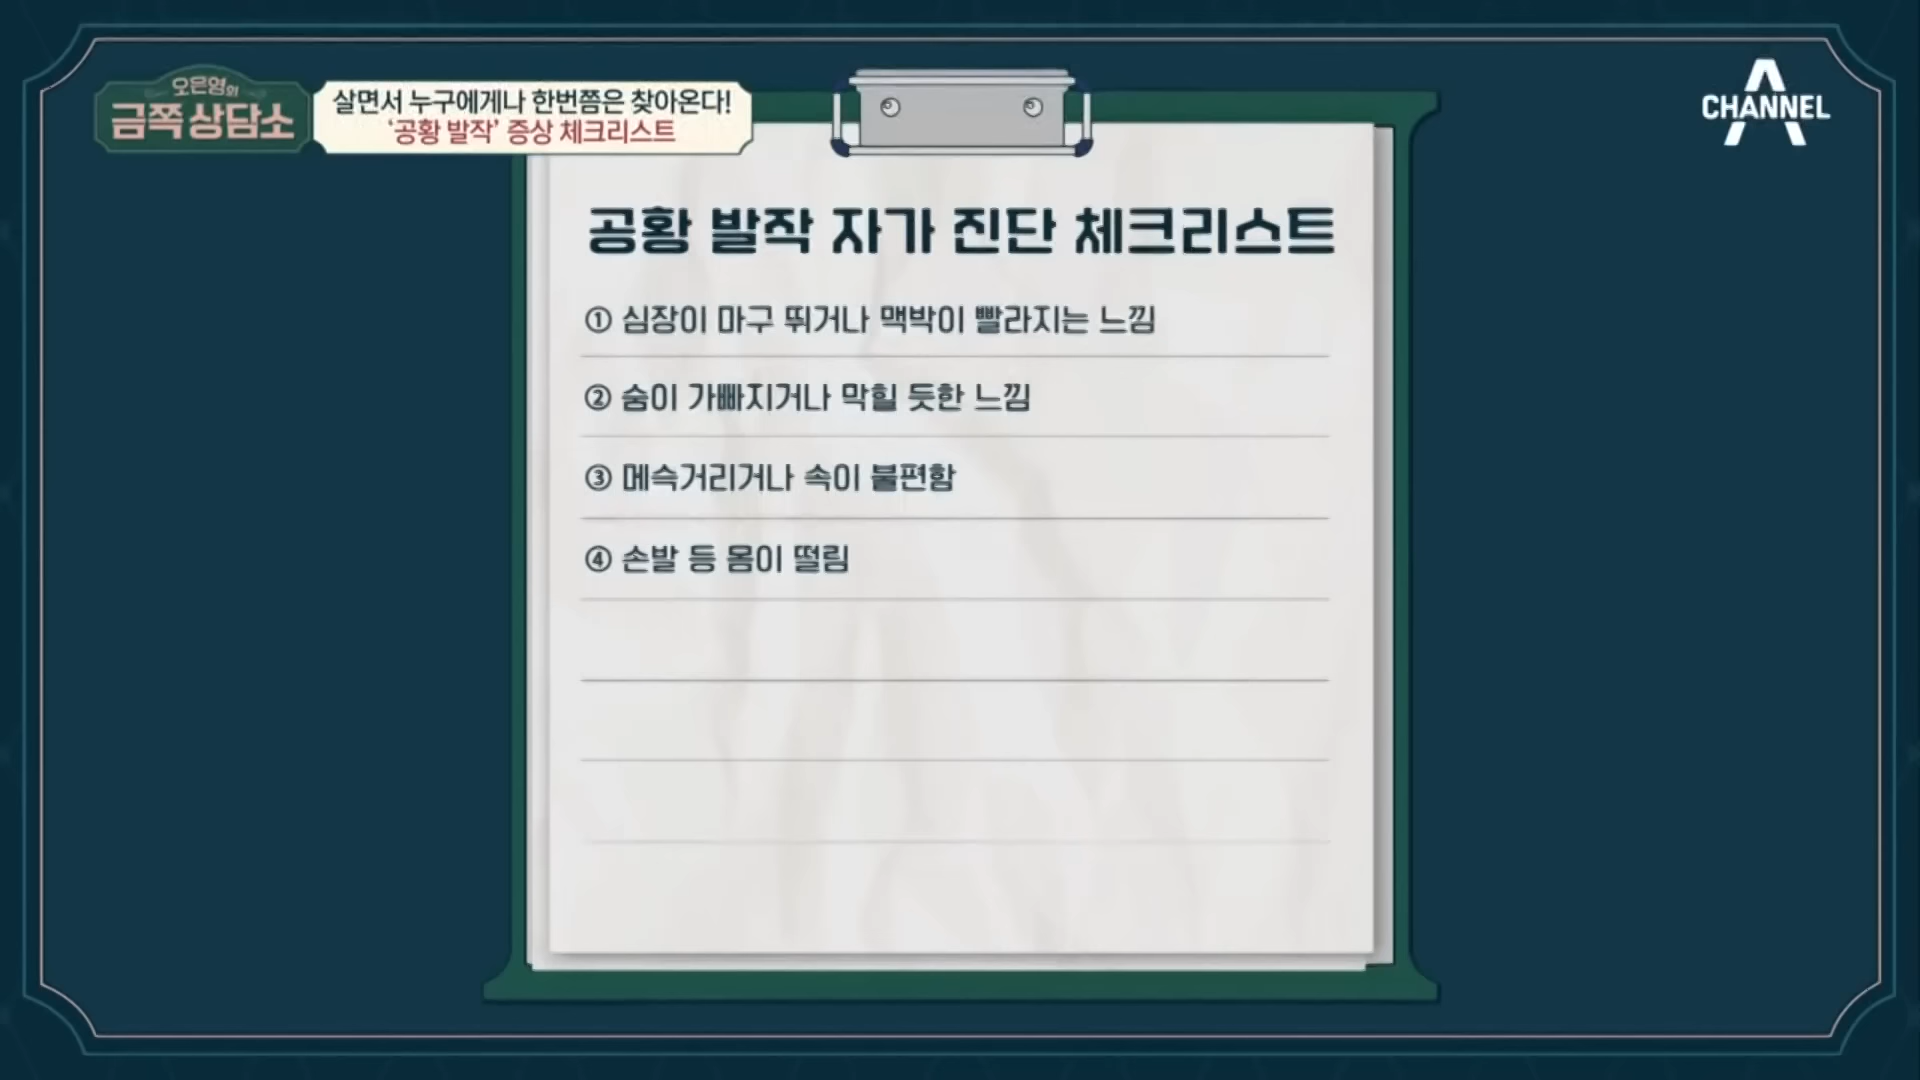 오은영의
금쪽 상담소
살면서 누구에게나 한번쯤은 찾아온다!
‘공황 발작’ 증상 체크리스트
CHANNEL A
공황 발작 자가 진단 체크리스트
① 심장이 마구 뛰거나 맥박이 빨라지는 느낌
② 숨이 가빠지거나 막힐 듯한 느낌
③ 메슥거리거나 속이 불편함
④ 손발 등 몸이 떨림